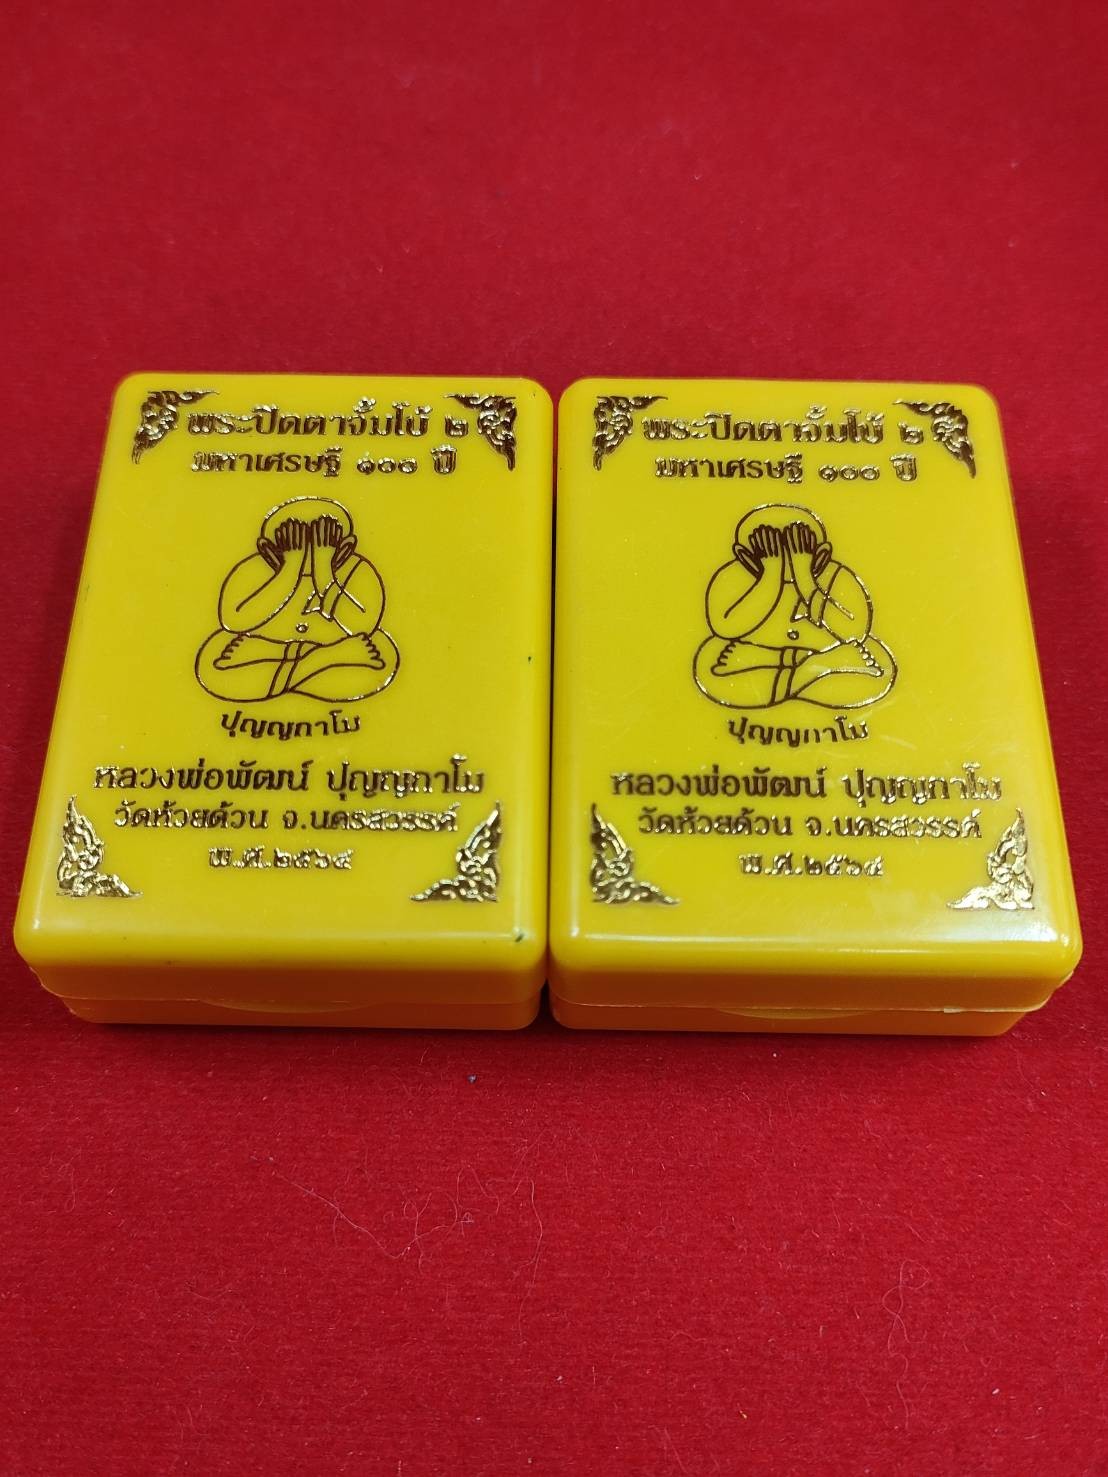 พระปิดตาจัมโบ้ ๒
มหาเศรษฐี ๑๐๐ ปี
ปุญญกาโม
หลวงพ่อพัฒน์ ปุญญกาโม
วัดห้วยด้วน จ.นครสวรรค์
พ.ศ.๒๕๖๔
พระปิดตาจัมโบ้ ๒
มหาเศรษฐี ๑๐๐ ปี
ปุญญกาโม
หลวงพ่อพัฒน์ ปุญญกาโม
วัดห้วยด้วน จ.นครสวรรค์
พ.ศ.๒๕๖๔